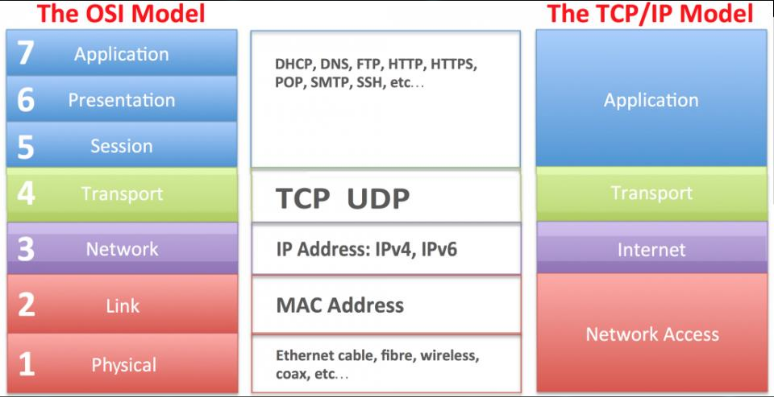 The OSI Model
The TCP/IP Model
7 Application
6 Presentation
5 Session
4 Transport
3 Network
2 Link
1 Physical
DHCP, DNS, FTP, HTTP, HTTPS,
POP, SMTP, SSH, etc…
TCP UDP
IP Address: IPv4, IPv6
MAC Address
Ethernet cable, fibre, wireless,
coax, etc…
Application
Transport
Internet
Network Access